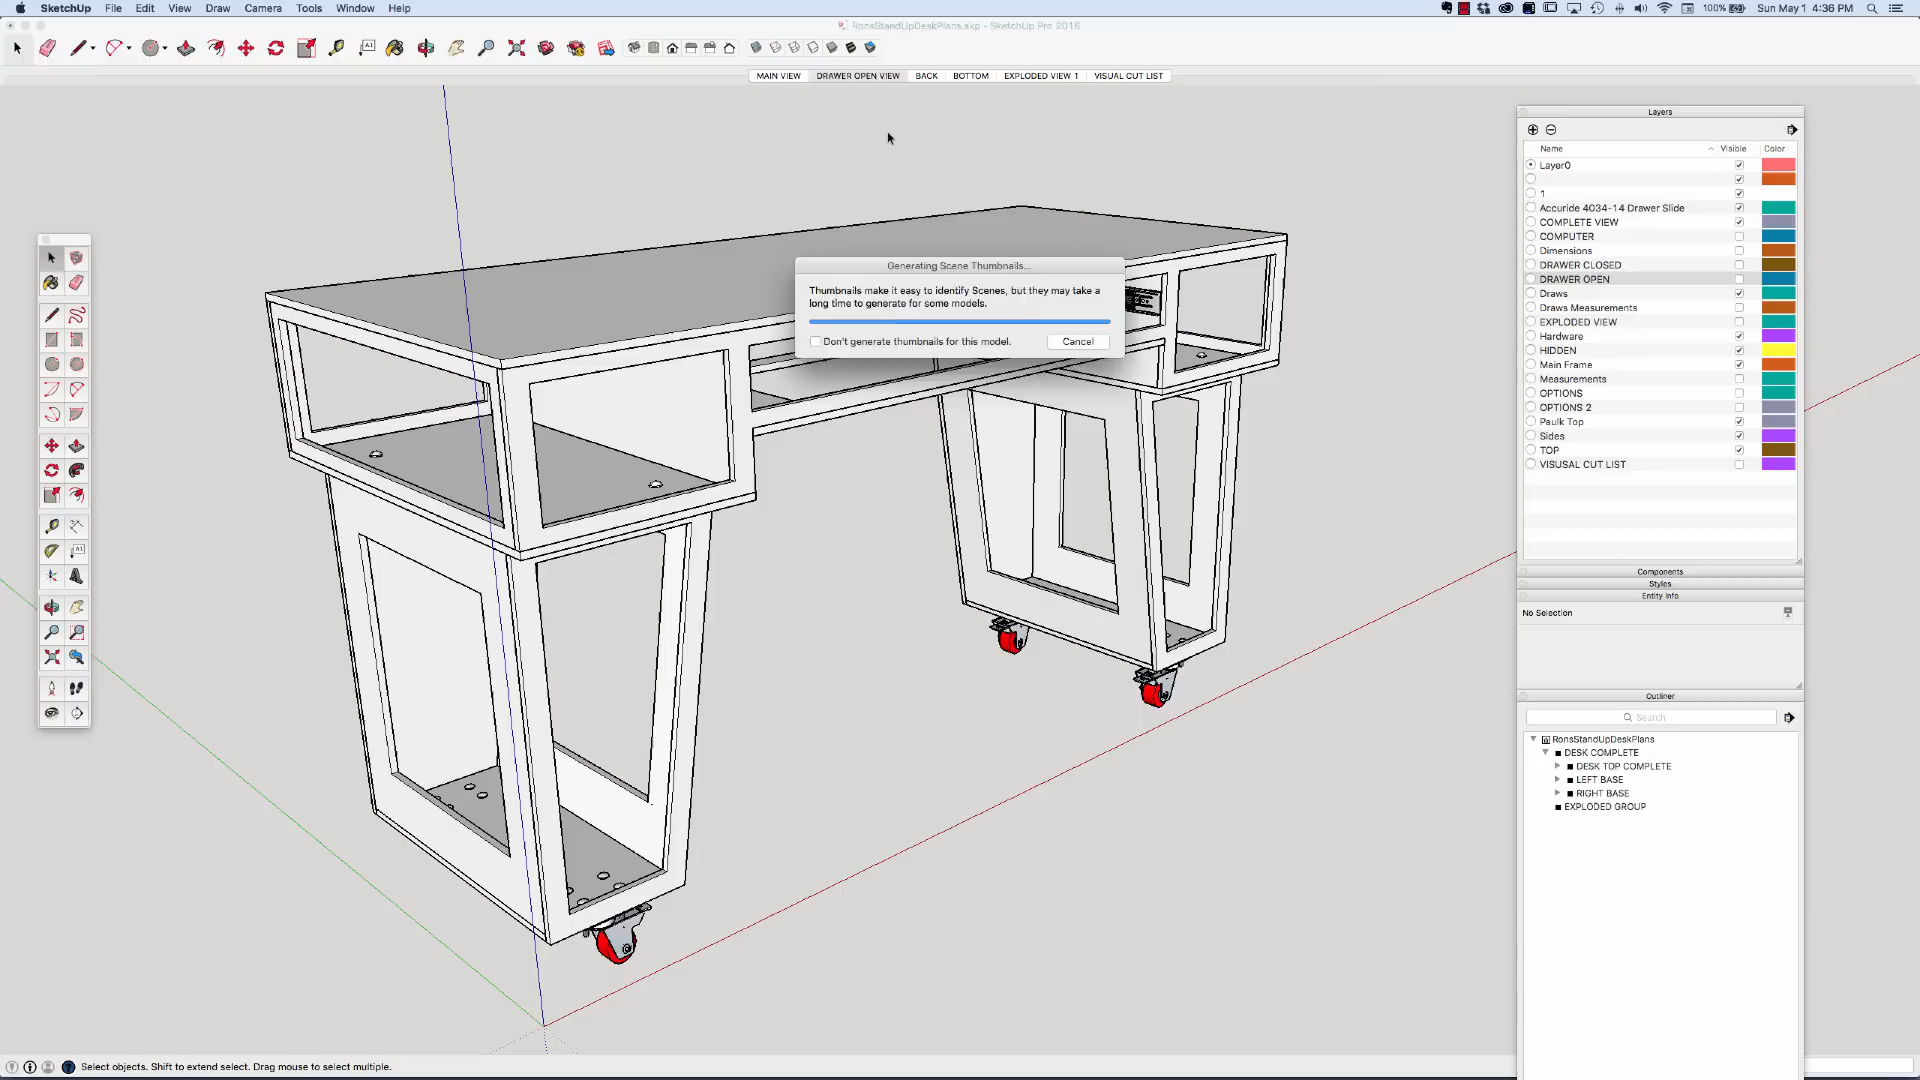 SketchUp File Edit View Draw Camera Tools Window Help
100% Sun May 1 4:36 PM
RonsStandUpDeskPlans.skp - SketchUp Pro 2016
MAIN VIEW DRAWER OPEN VIEW BACK BOTTOM EXPLODED VIEW 1 VISUAL CUT LIST
Generating Scene Thumbnails...
Thumbnails make it easy to identify Scenes, but they may take a
long time to generate for some models.
Don't generate thumbnails for this model. Cancel
Layers
Name Visible Color
Layer0
1
Accuride 4034-14 Drawer Slide
COMPLETE VIEW
COMPUTER
Dimensions
DRAWER CLOSED
DRAWER OPEN
Draws
Draws Measurements
EXPLODED VIEW
Hardware
HIDDEN
Main Frame
Measurements
OPTIONS
OPTIONS 2
Paulk Top
Sides
TOP
VISUSAL CUT LIST
Components
Styles
Entity Info
No Selection
Outliner
Search
RonsStandUpDeskPlans
DESK COMPLETE
DESK TOP COMPLETE
LEFT BASE
RIGHT BASE
EXPLODED GROUP
Select objects. Shift to extend select. Drag mouse to select multiple.